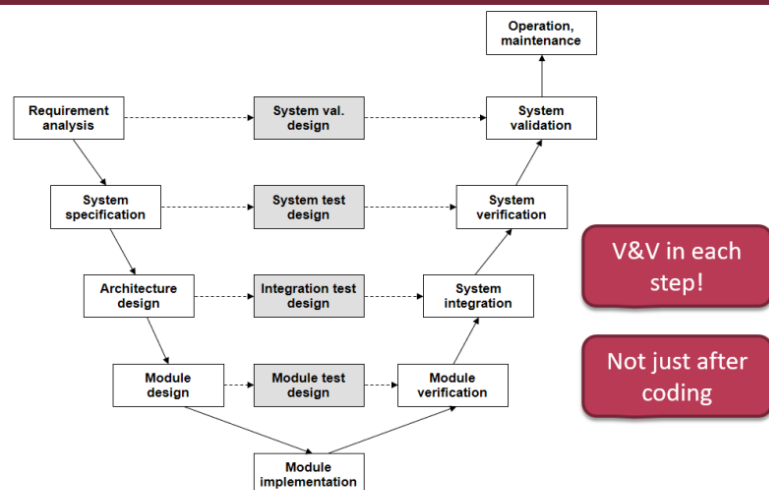 Operation,
maintenance
Requirement
analysis
System val.
design
System
validation
System
specification
System test
design
System
verification
V&V in each
step!
Architecture
design
Integration test
design
System
integration
Not just after
coding
Module
design
Module test
design
Module
verification
Module
implementation